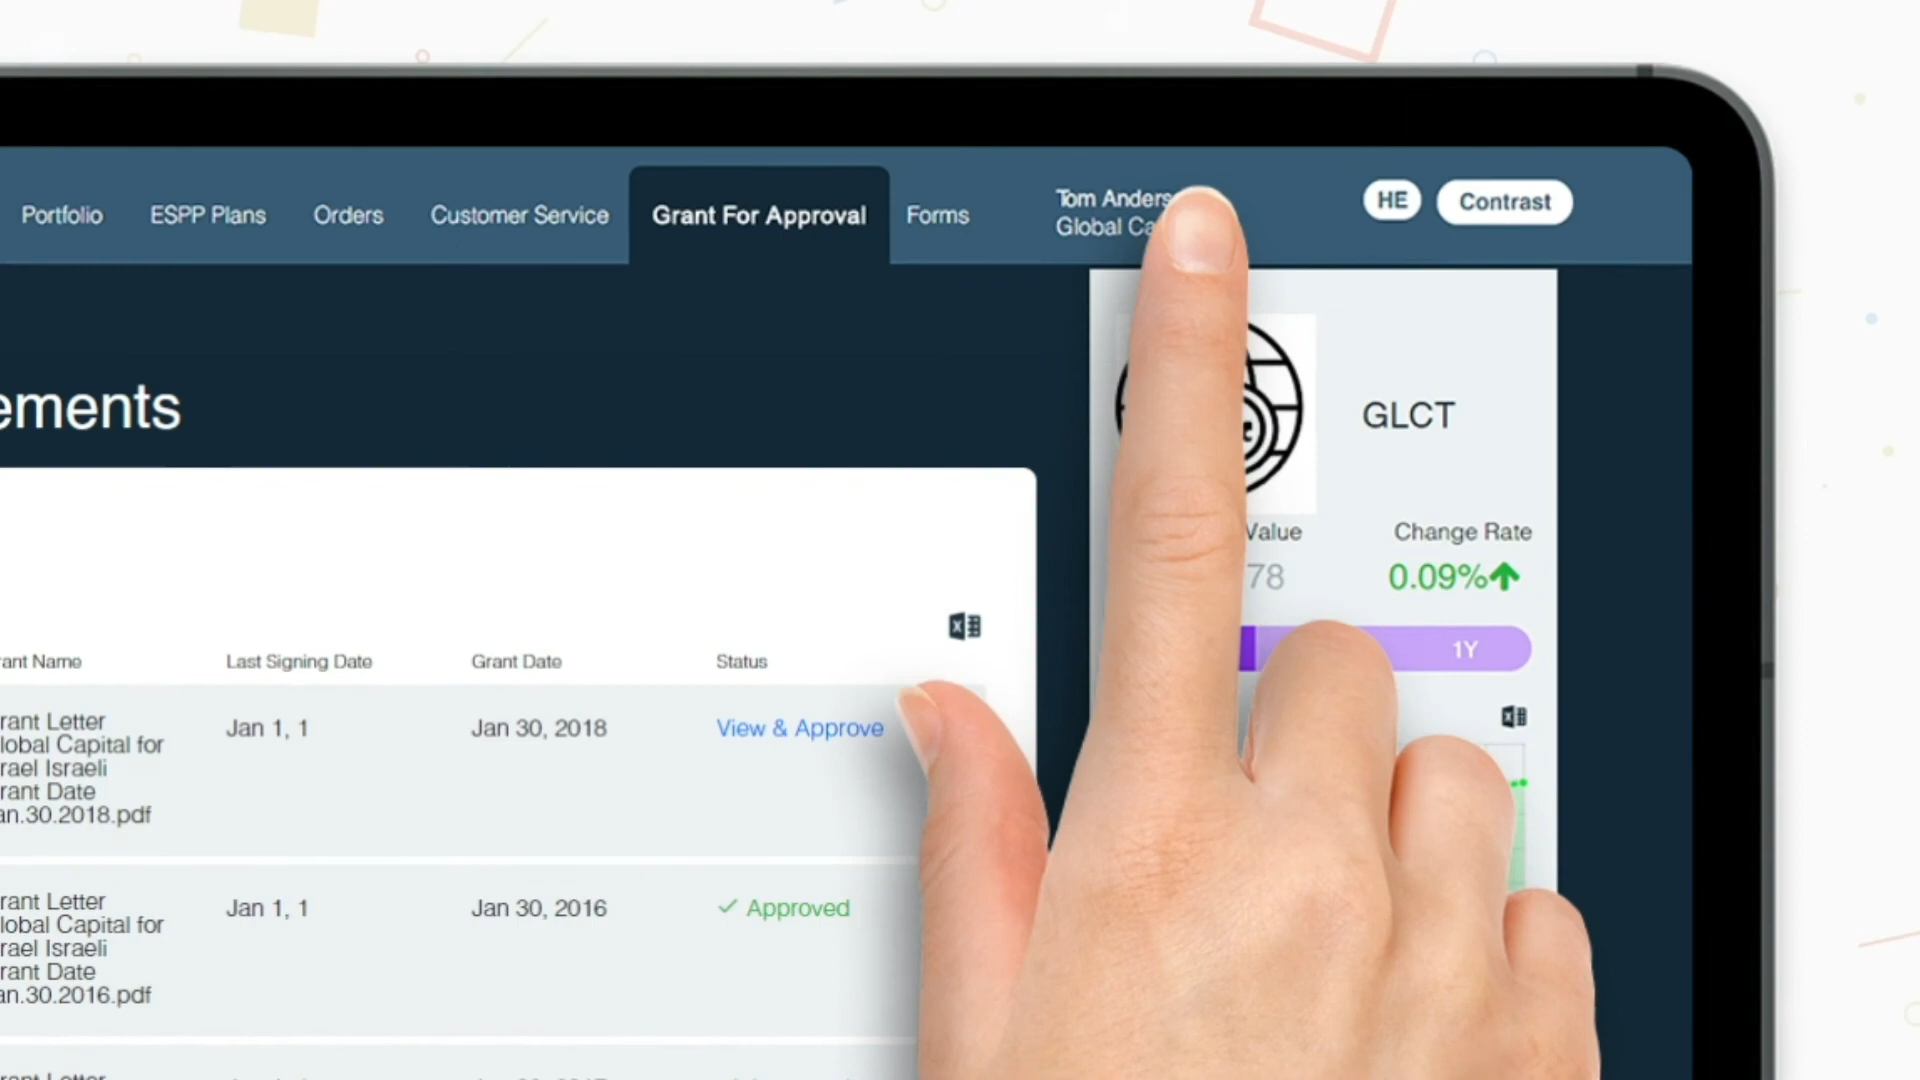 Portfolio ESPP Plans Orders Customer Service Grant For Approval Forms
Tom Anders
Global Ca
HE Contrast
ements
GLCT
Value Change Rate
78 0.09%
1Y
ant Name Last Signing Date Grant Date Status
rant Letter
lobal Capital for
rael Israeli
rant Date
an.30.2018.pdf
Jan 1, 1 Jan 30, 2018 View & Approve
rant Letter
lobal Capital for
rael Israeli
rant Date
an.30.2016.pdf
Jan 1, 1 Jan 30, 2016 Approved